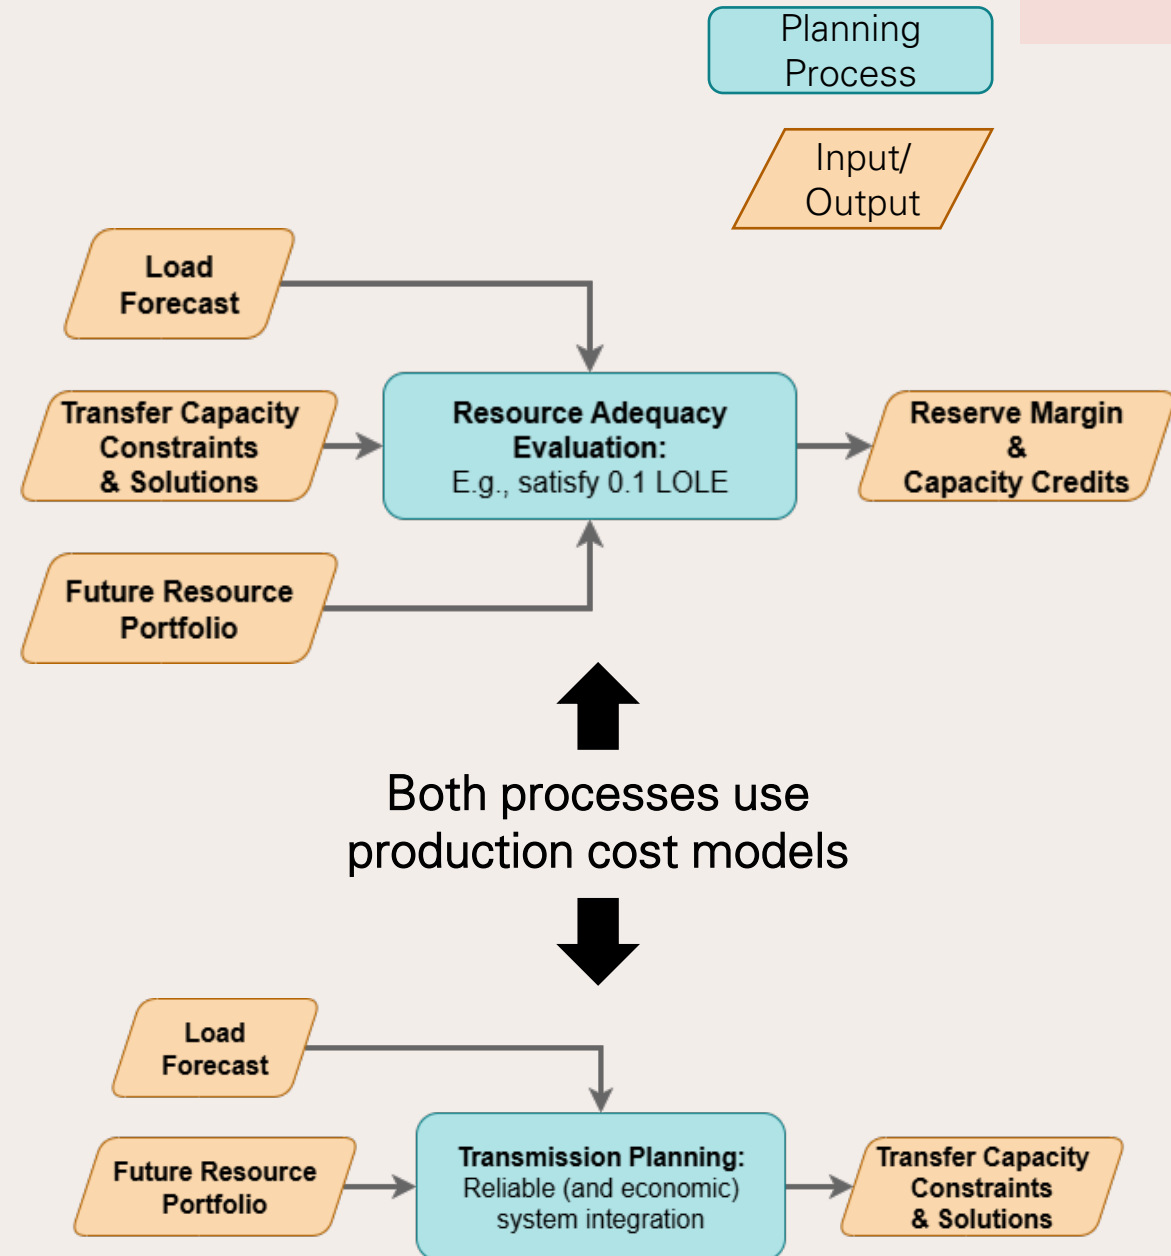 Planning
Process
Input/
Output
Load
Forecast
Transfer Capacity
Constraints
& Solutions
Resource Adequacy
Evaluation:
E.g., satisfy 0.1 LOLE
Reserve Margin
&
Capacity Credits
Future Resource
Portfolio
Both processes use
production cost models
Load
Forecast
Future Resource
Portfolio
Transmission Planning:
Reliable (and economic)
system integration
Transfer Capacity
Constraints
& Solutions